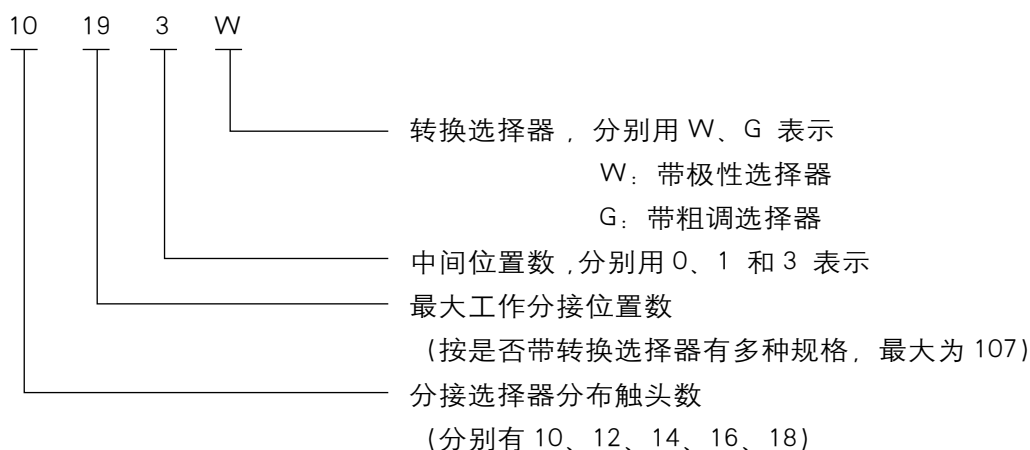 10 19 3 W
转换选择器 , 分别用 W、G 表示
W: 带极性选择器
G: 带粗调选择器
中间位置数 ,分别用 0、1 和 3 表示
最大工作分接位置数
(按是否带转换选择器有多种规格, 最大为 107)
分接选择器分布触头数
(分别有 10、12、14、16、18)